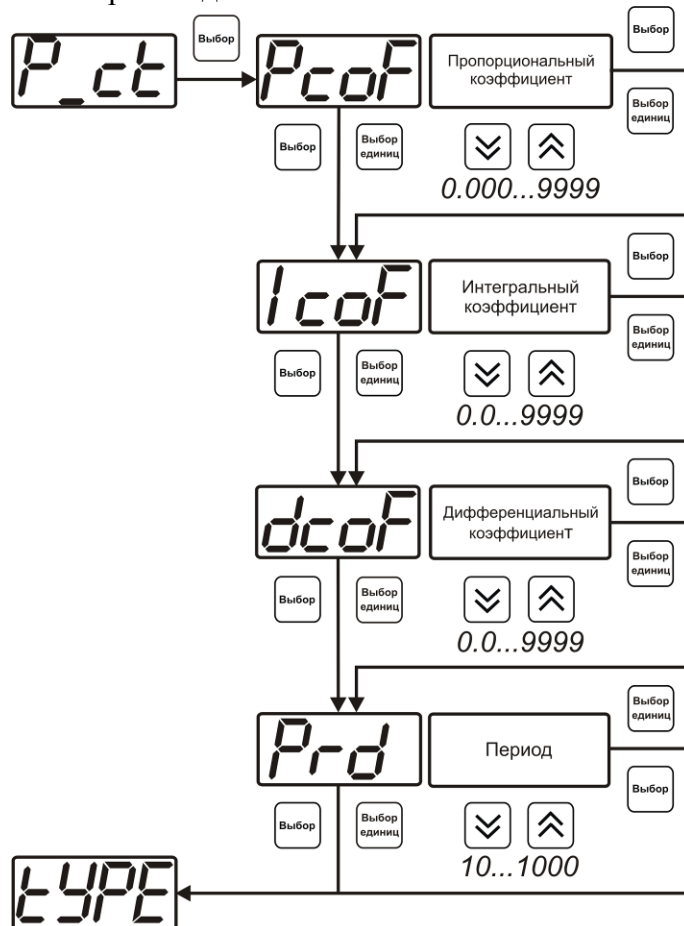 Выбор
P_ct
PcoF
Пропорциональный
коэффициент
Выбор
Выбор
единиц
Выбор
Выбор
единиц
0.000...9999
IcoF
Интегральный
коэффициент
Выбор
Выбор
единиц
Выбор
Выбор
единиц
0.0...9999
dcoF
Дифференциальный
коэффициент
Выбор
Выбор
единиц
Выбор
Выбор
единиц
0.0...9999
Prd
Период
Выбор
единиц
Выбор
Выбор
Выбор
единиц
10...1000
tYPE